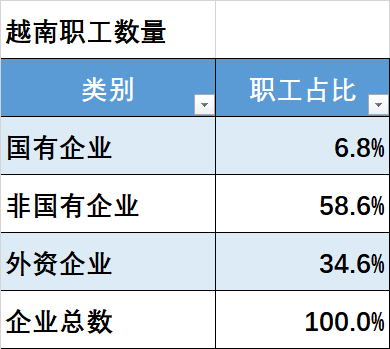 越南职工数量
类别 职工占比
国有企业 6.8%
非国有企业 58.6%
外资企业 34.6%
企业总数 100.0%